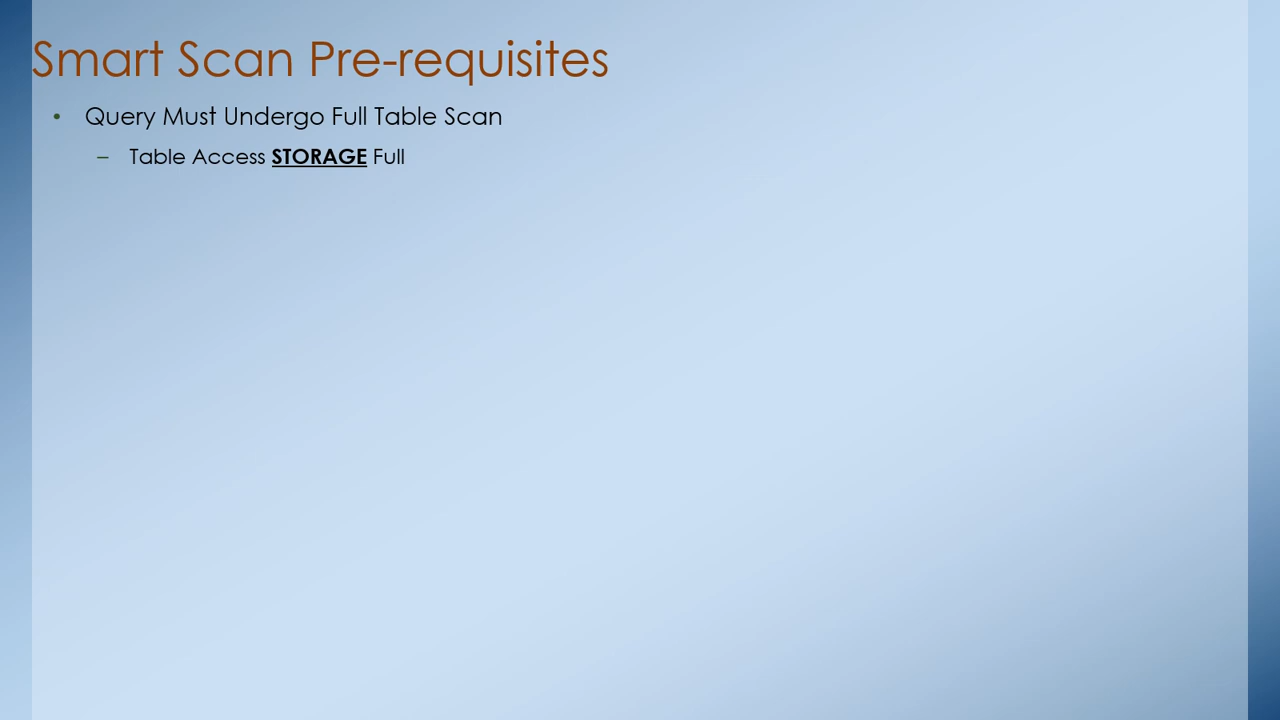 Smart Scan Pre-requisites
• Query Must Undergo Full Table Scan
– Table Access STORAGE Full